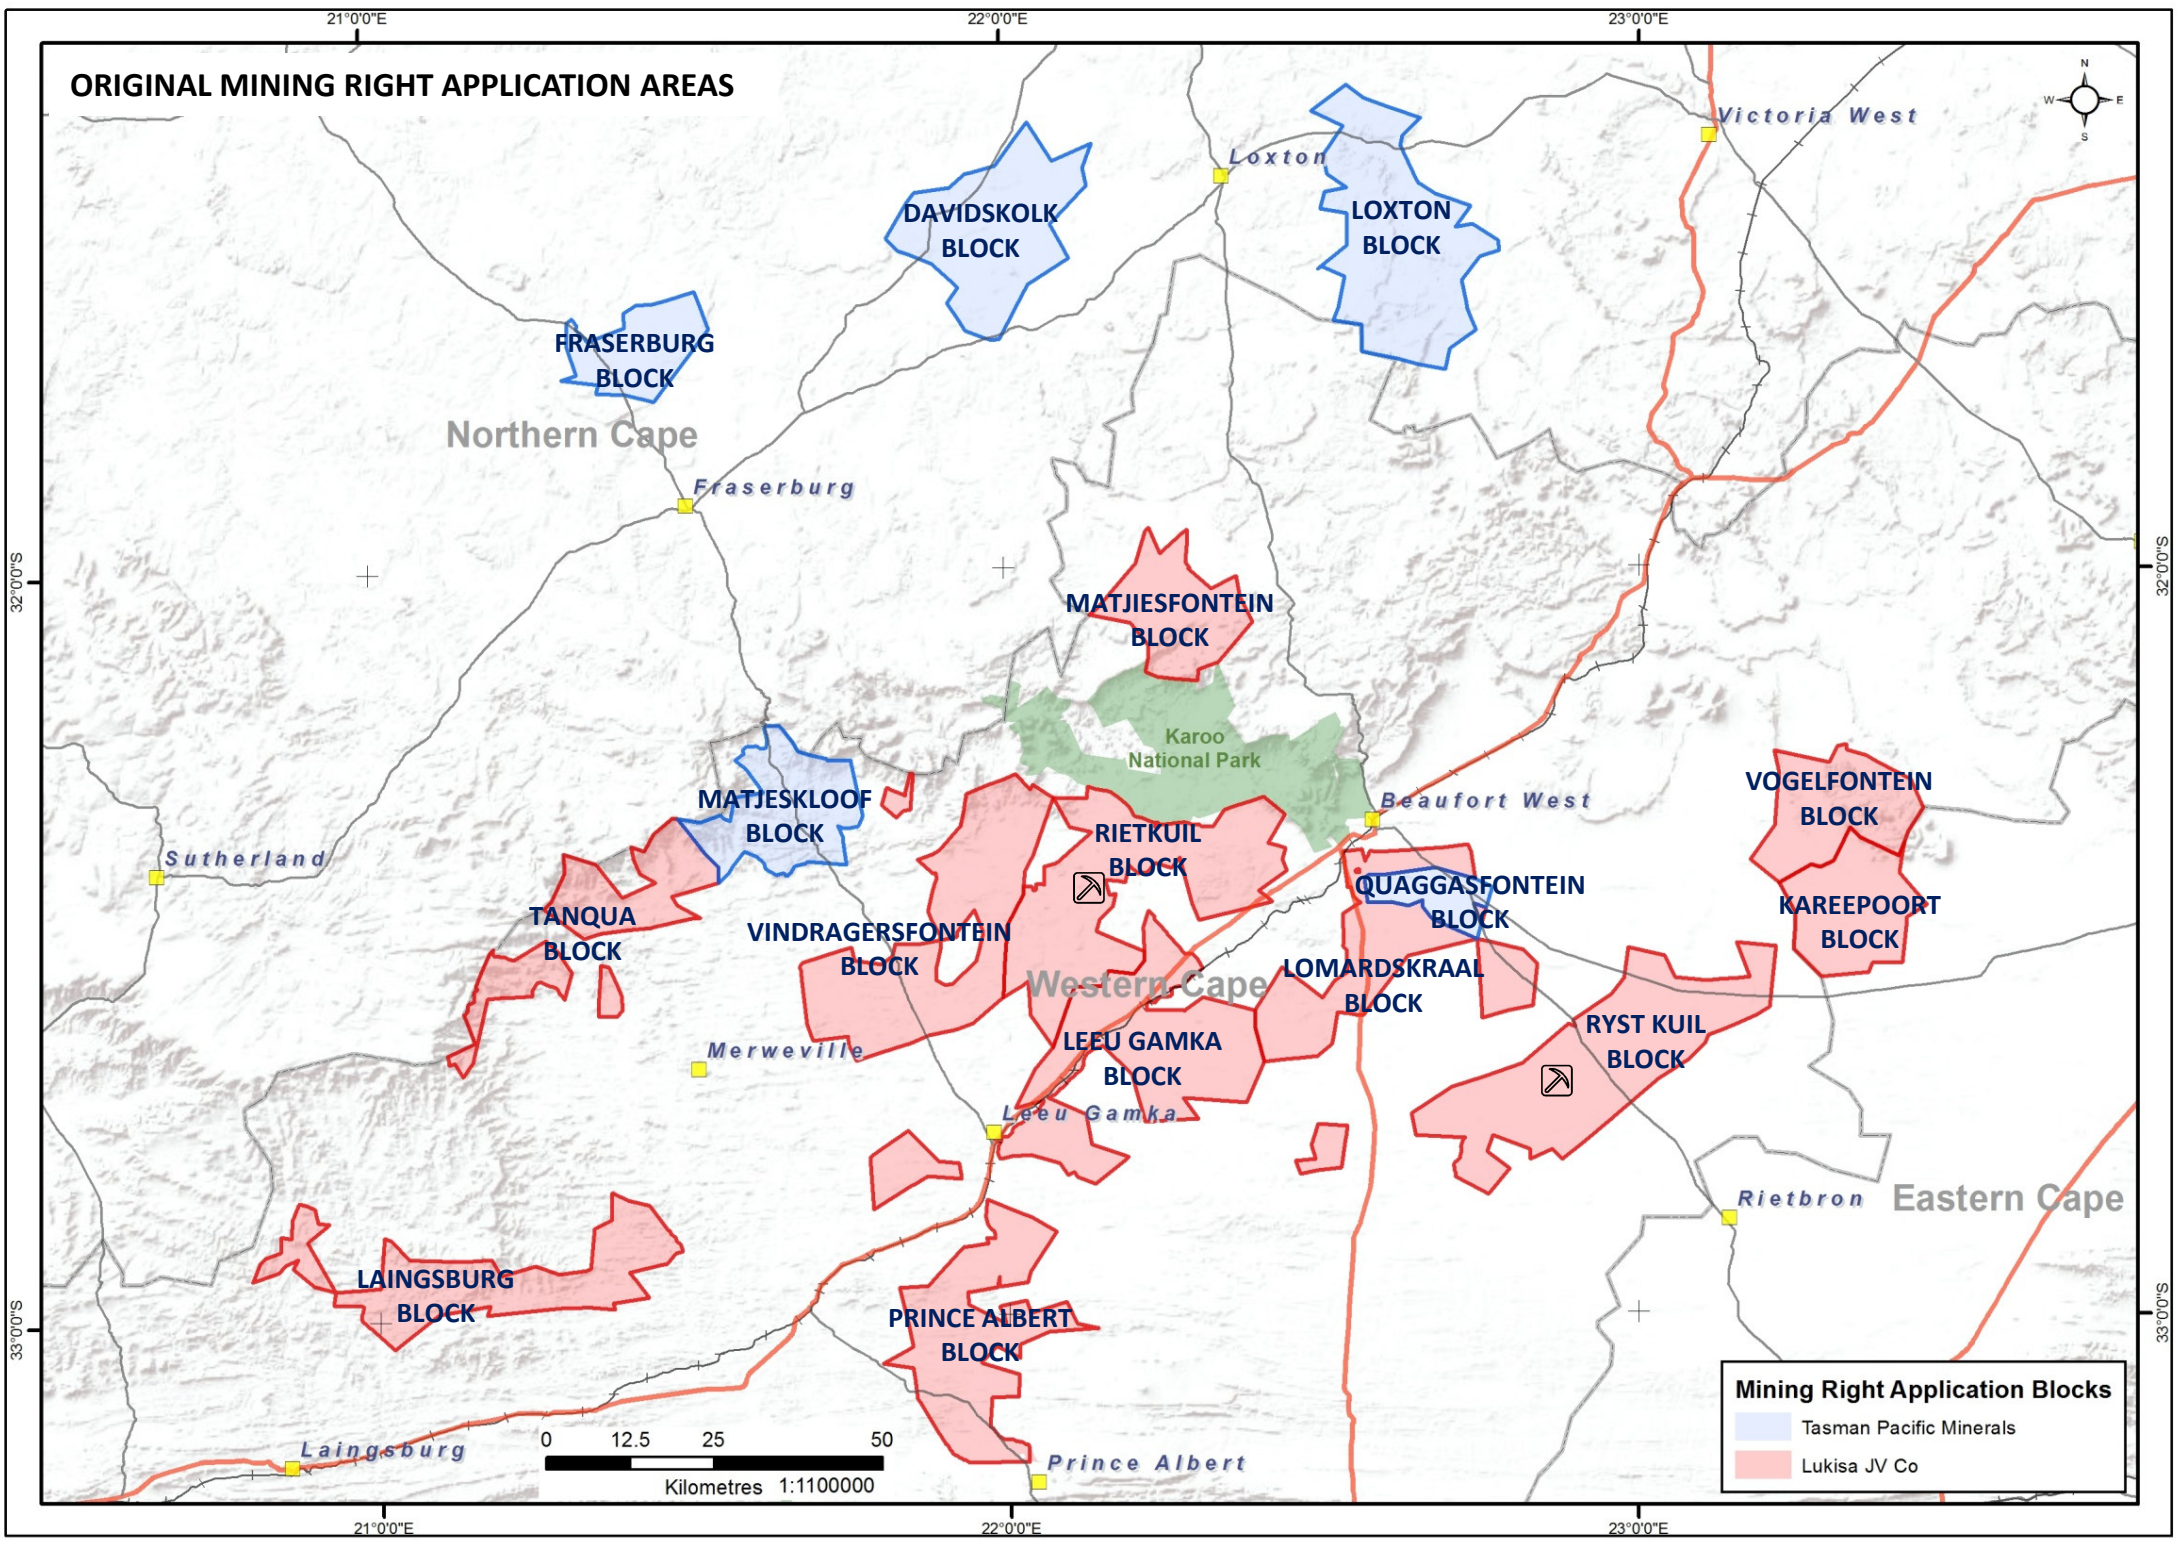 21°0'0"E
22°0'0"E
23°0'0"E
ORIGINAL MINING RIGHT APPLICATION AREAS
N
W
E
S
Victoria West
Loxton
DAVIDSKOLK
BLOCK
LOXTON
BLOCK
FRASERBURG
BLOCK
Northern Cape
Fraserburg
32°0'0"S
32°0'0"S
MATJIESFONTEIN
BLOCK
Karoo
National Park
MATJESKLOOF
BLOCK
Beaufort West
VOGELFONTEIN
BLOCK
RIETKUIL
BLOCK
Sutherland
QUAGGASFONTEIN
BLOCK
TANQUA
BLOCK
KAREEPOORT
BLOCK
VINDRAGERSFONTEIN
BLOCK
Western Cape
LOMARDSKRAAL
BLOCK
RYST KUIL
BLOCK
LEEU GAMKA
BLOCK
Merweville
Leeu Gamka
Rietbron
Eastern Cape
LAINGSBURG
BLOCK
PRINCE ALBERT
BLOCK
33°0'0"S
33°0'0"S
Mining Right Application Blocks
Tasman Pacific Minerals
Lukisa JV Co
Laingsburg
0 12.5 25 50
Kilometres 1:1100000
Prince Albert
21°0'0"E
22°0'0"E
23°0'0"E